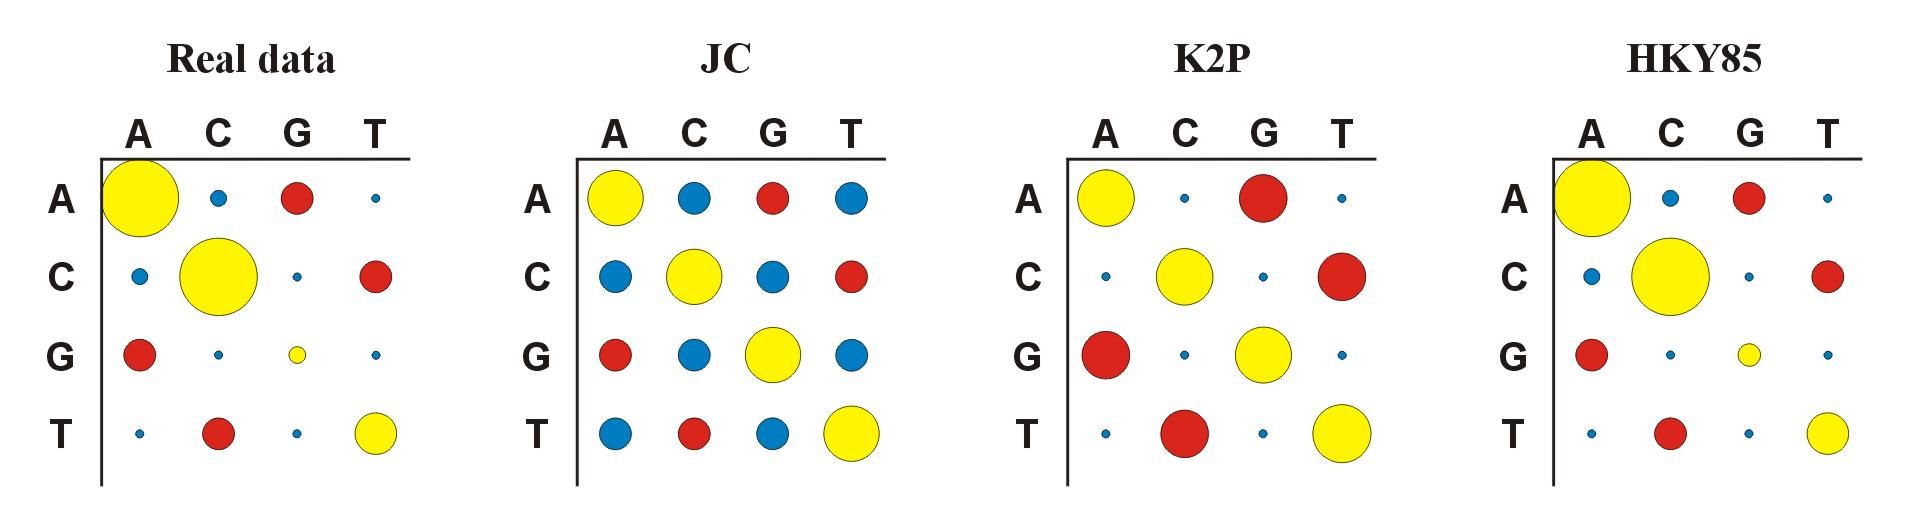 Real data JC K2P HKY85
A C G T A C G T A C G T A C G T
A A A A
C C C C
G G G G
T T T T